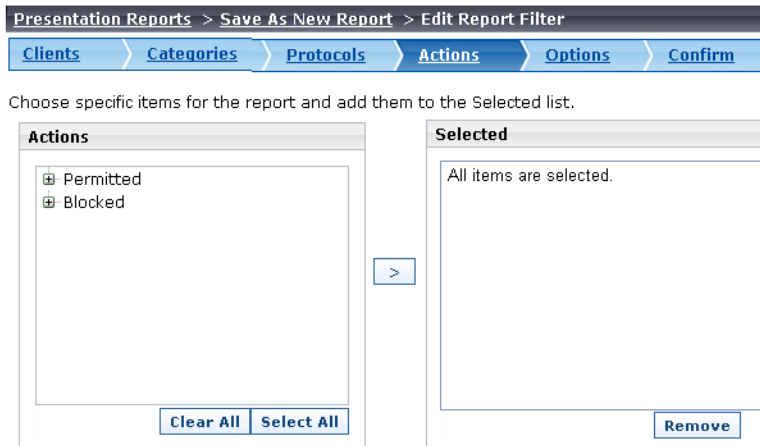 Presentation Reports > Save As New Report > Edit Report Filter
Clients Categories Protocols Actions Options Confirm
Choose specific items for the report and add them to the Selected list.
Actions
Permitted
Blocked
Clear All Select All
>
Selected
All items are selected.
Remove